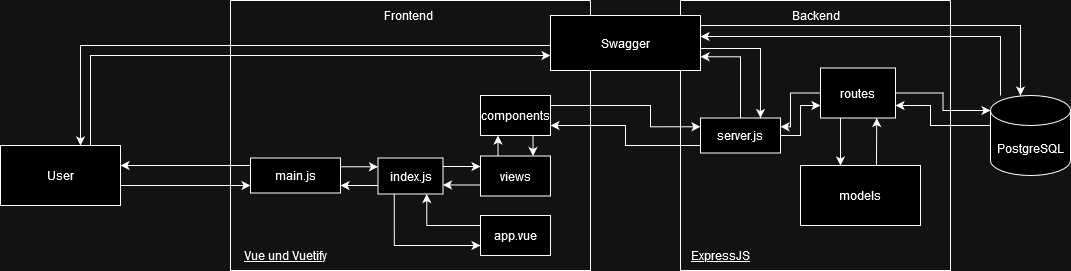 Frontend
Backend
Swagger
routes
components
server.js
PostgreSQL
User
main.js
index.js
views
models
app.vue
Vue und Vuetify
ExpressJS